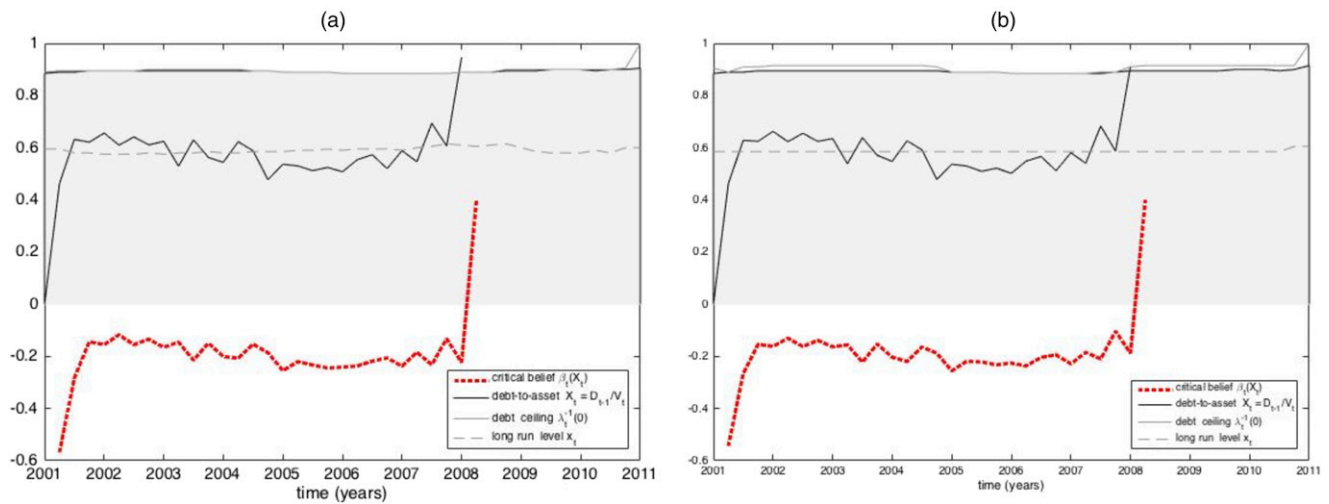 (a)
1
0.8
0.6
0.4
0.2
0
-0.2
-0.4
-0.6
critical belief βt(Xt)
debt-to-asset Xt = Dt-1/Vt
debt ceiling λt^-1(0)
long run level xt
2001 2002 2003 2004 2005 2006 2007 2008 2009 2010 2011
time (years)
(b)
1
0.8
0.6
0.4
0.2
0
-0.2
-0.4
-0.6
critical belief βt(Xt)
debt-to-asset Xt = Dt-1/Vt
debt ceiling λt^-1(0)
long run level xt
2001 2002 2003 2004 2005 2006 2007 2008 2009 2010 2011
time (years)